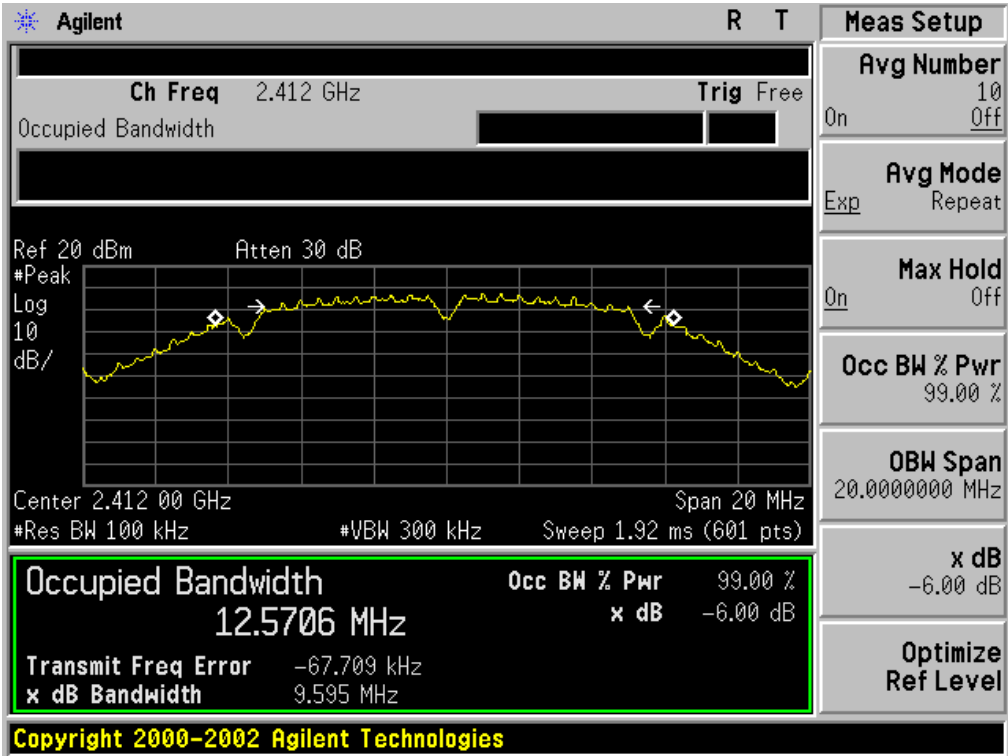 Agilent R T
Ch Freq 2.412 GHz Trig Free
Occupied Bandwidth
Ref 20 dBm Atten 30 dB
#Peak
Log
10
dB/
Center 2.412 00 GHz Span 20 MHz
#Res BW 100 kHz #VBW 300 kHz Sweep 1.92 ms (601 pts)
Occupied Bandwidth
12.5706 MHz
Occ BW % Pwr 99.00 %
x dB -6.00 dB
Transmit Freq Error -67.709 kHz
x dB Bandwidth 9.595 MHz
Copyright 2000-2002 Agilent Technologies
Meas Setup
Avg Number
10
On Off
Avg Mode
Exp Repeat
Max Hold
On Off
Occ BW % Pwr
99.00 %
OBW Span
20.0000000 MHz
x dB
-6.00 dB
Optimize
Ref Level